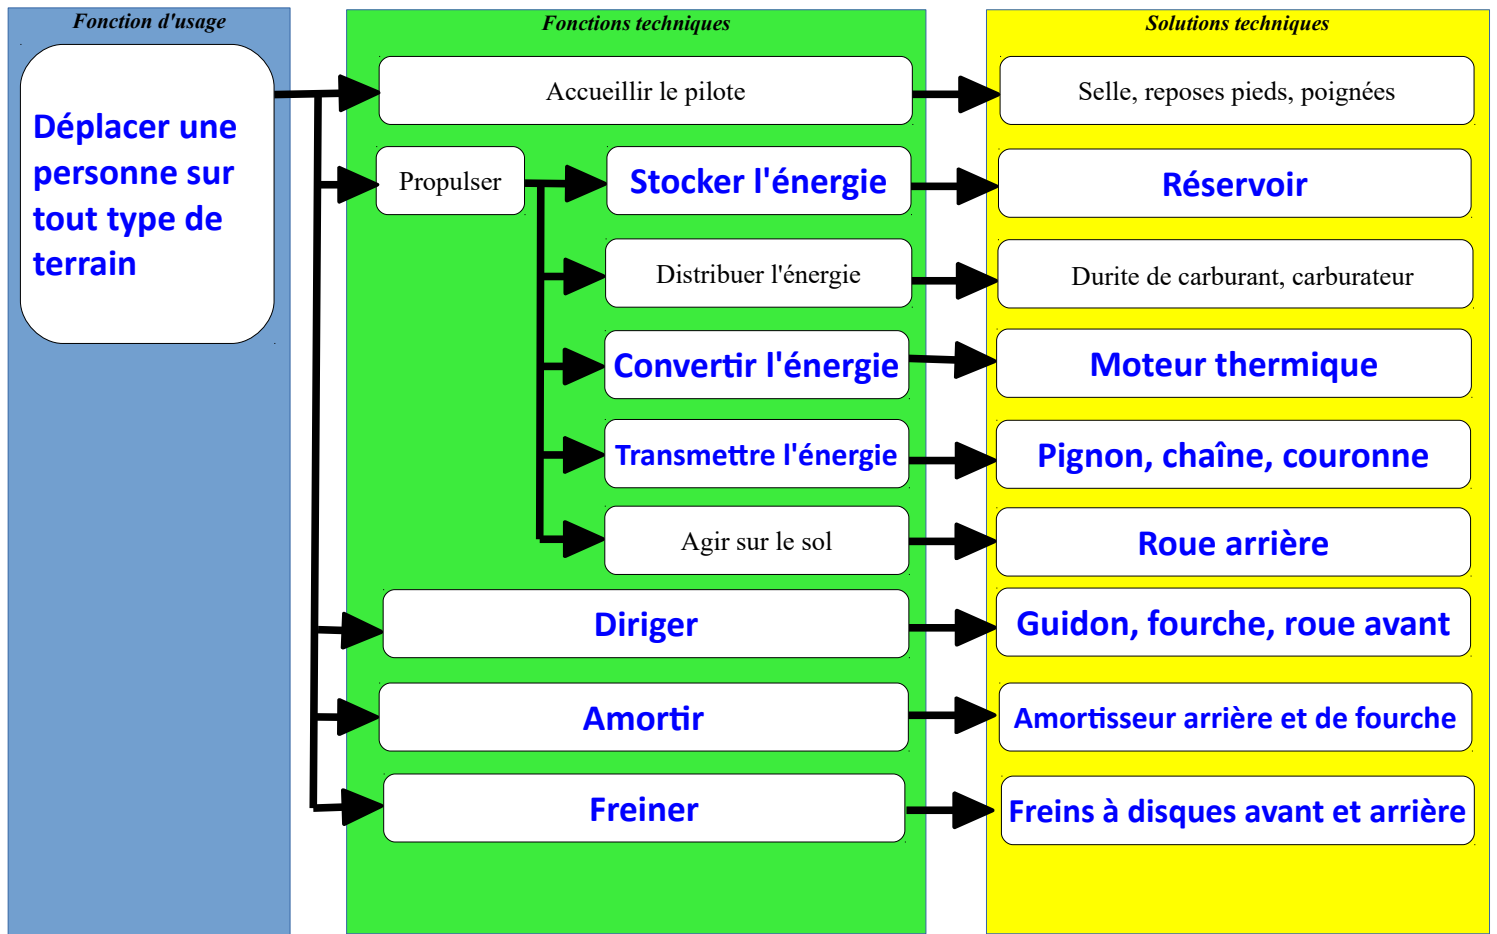 Fonction d'usage
Fonctions techniques
Solutions techniques
Déplacer une
personne sur
tout type de
terrain
Accueillir le pilote
Selle, reposes pieds, poignées
Propulser
Stocker l'énergie
Réservoir
Distribuer l'énergie
Durite de carburant, carburateur
Convertir l'énergie
Moteur thermique
Transmettre l'énergie
Pignon, chaîne, couronne
Agir sur le sol
Roue arrière
Diriger
Guidon, fourche, roue avant
Amortir
Amortisseur arrière et de fourche
Freiner
Freins à disques avant et arrière